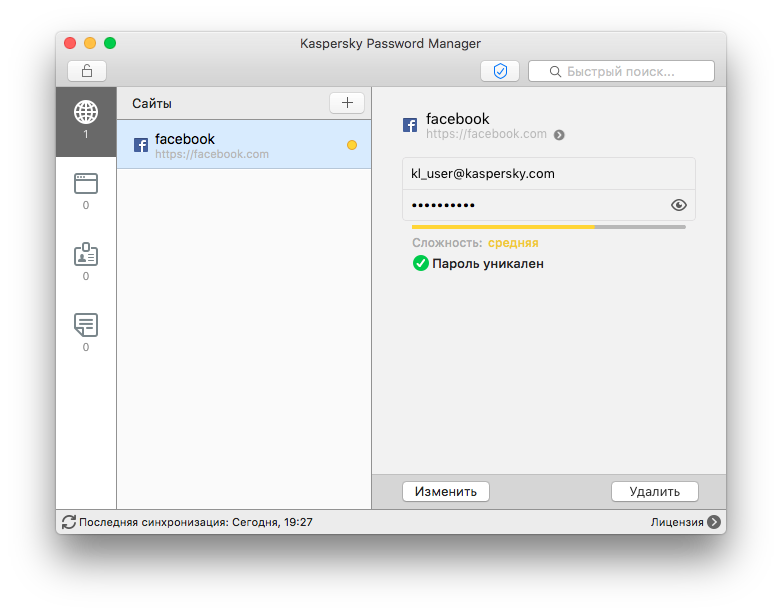 Kaspersky Password Manager
Быстрый поиск...
1
0
0
0
Сайты
facebook
https://facebook.com
facebook
https://facebook.com
kl_user@kaspersky.com
••••••••••
Сложность: средняя
Пароль уникален
Изменить
Удалить
Последняя синхронизация: Сегодня, 19:27
Лицензия